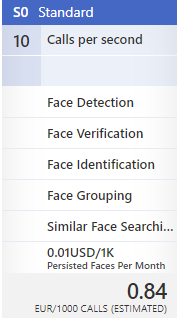 S0 Standard
10 Calls per second
Face Detection
Face Verification
Face Identification
Face Grouping
Similar Face Searchi...
0.01USD/1K
Persisted Faces Per Month
0.84
EUR/1000 CALLS (ESTIMATED)